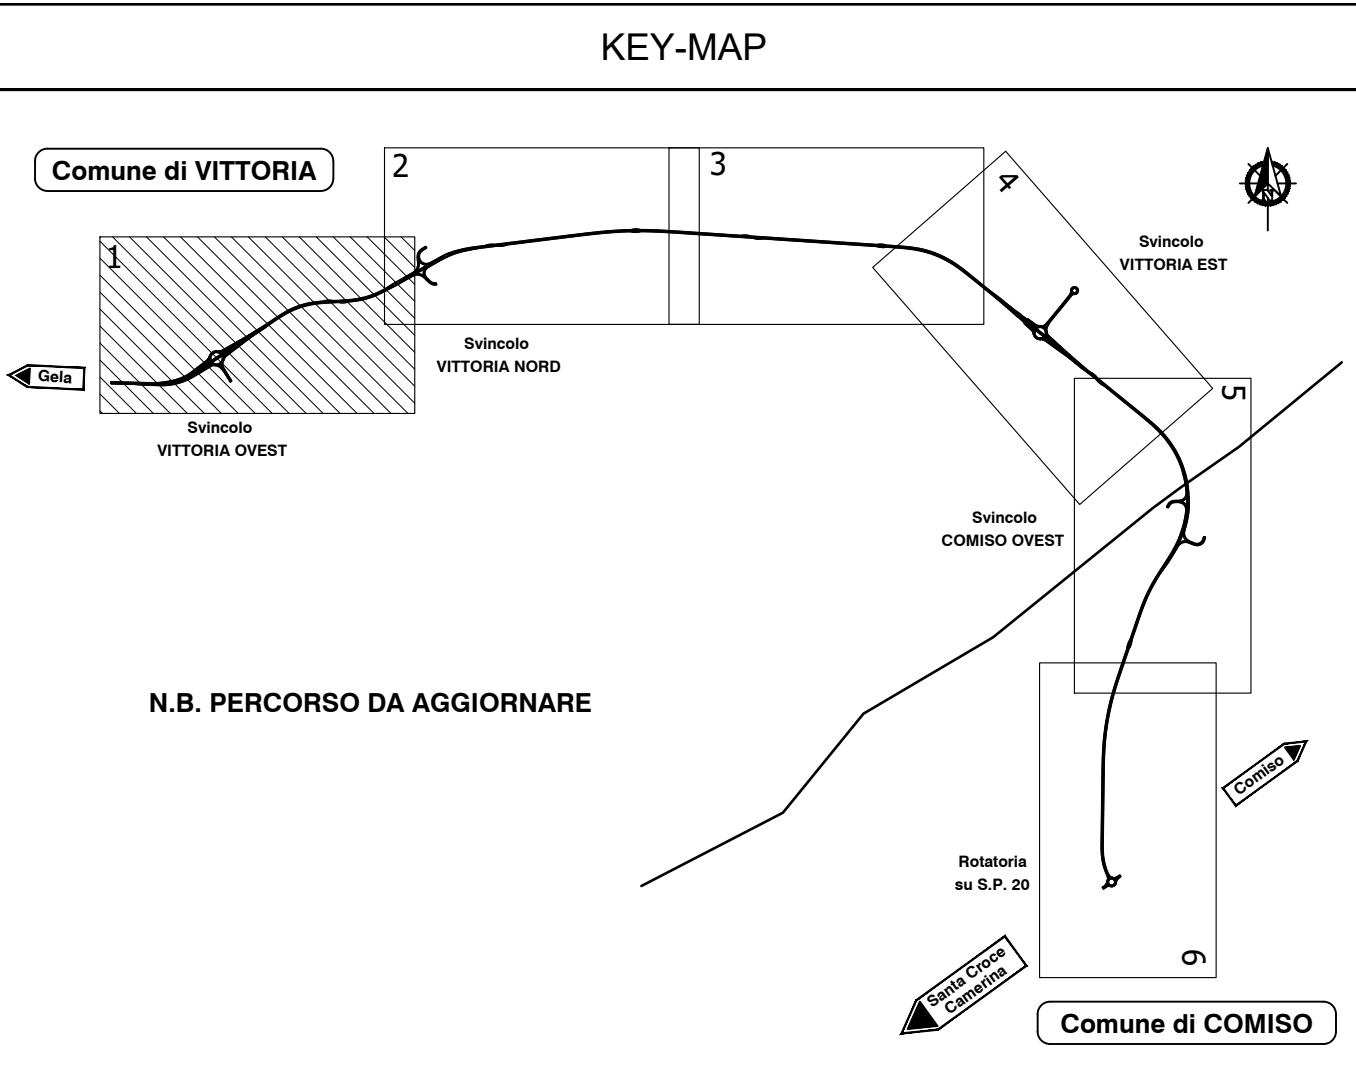 KEY-MAP
Comune di VITTORIA
2
3
4
N
Svincolo
VITTORIA EST
1
Svincolo
VITTORIA NORD
Gela
5
Svincolo
VITTORIA OVEST
Svincolo
COMISO OVEST
N.B. PERCORSO DA AGGIORNARE
Comiso
Rotatoria
su S.P. 20
6
Santa Croce
Camerina
Comune di COMISO